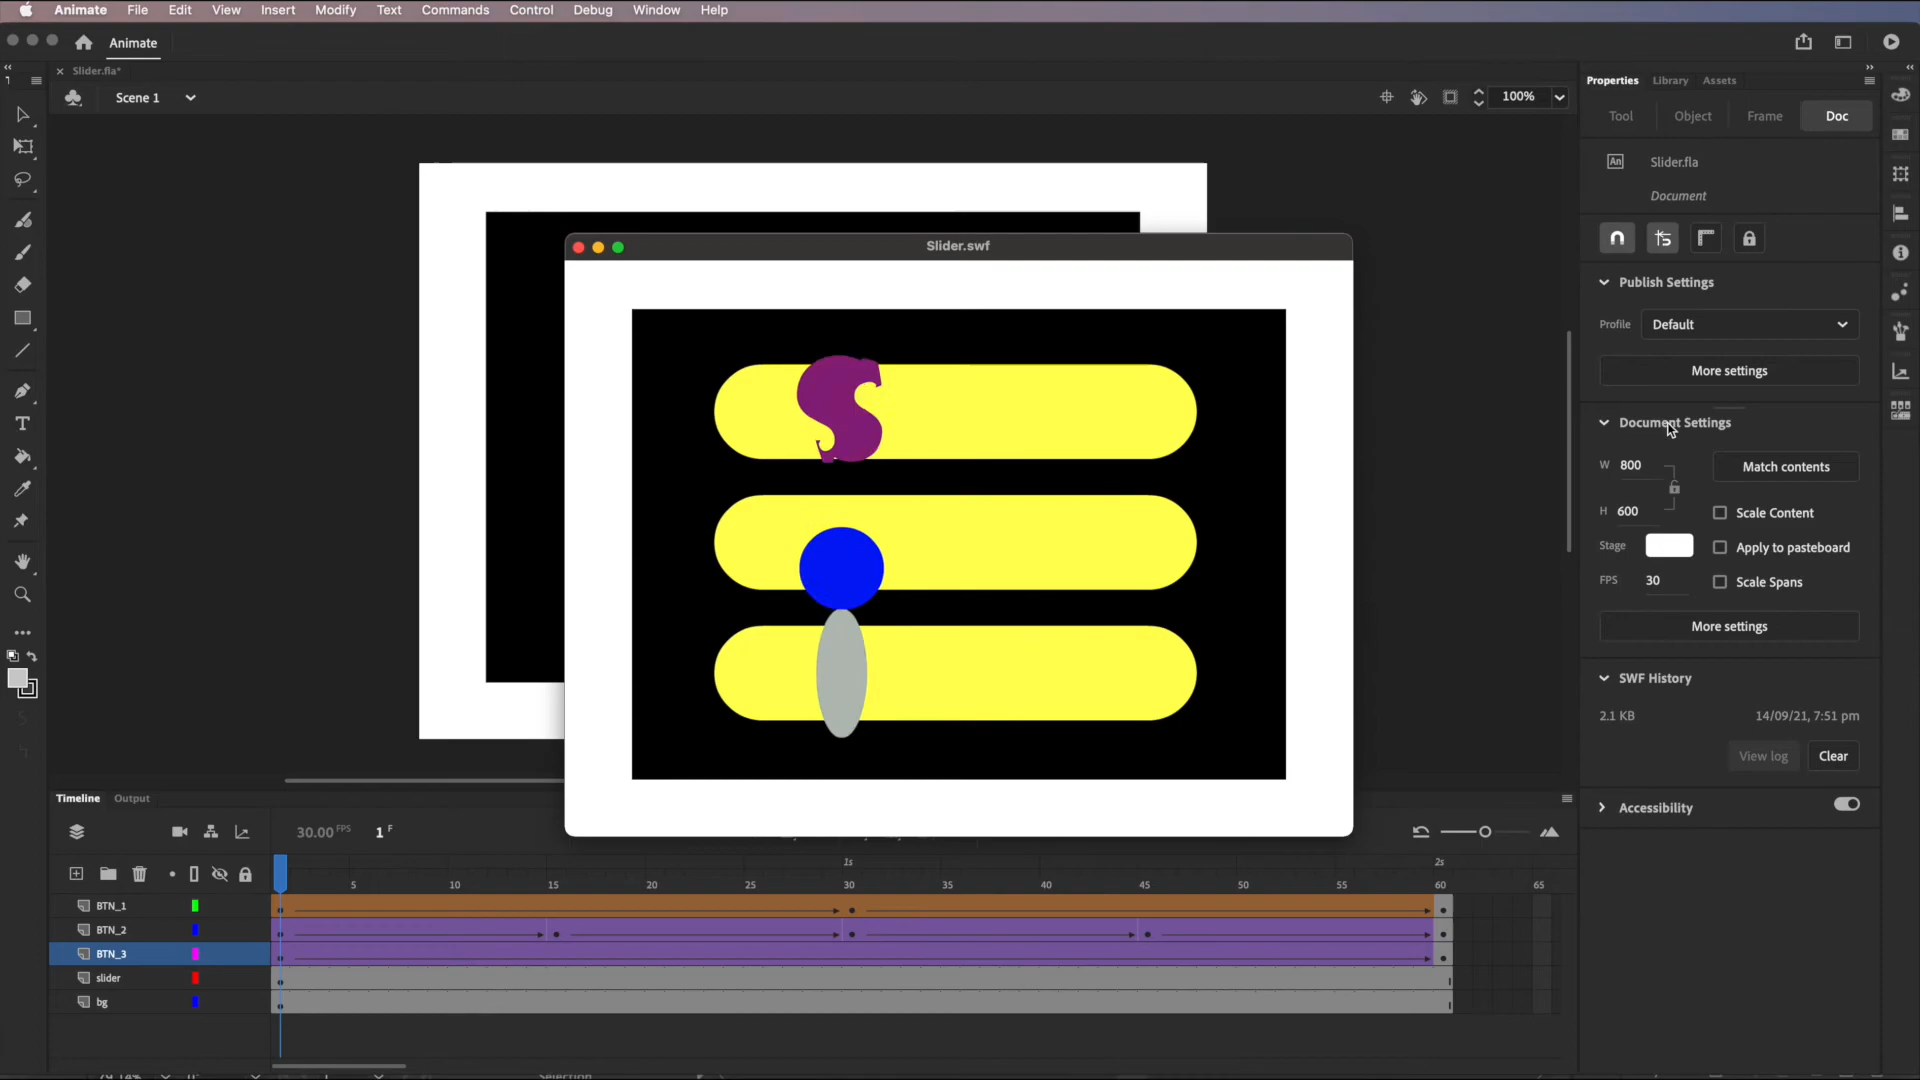 Animate File Edit View Insert Modify Text Commands Control Debug Window Help
Animate
Slider.fla*
Scene 1
100%
Properties Library Assets
Tool Object Frame Doc
An Slider.fla
Document
Publish Settings
Profile Default
More settings
Document Settings
W 800
Match contents
H 600
Scale Content
Stage
Apply to pasteboard
FPS 30
Scale Spans
More settings
SWF History
2.1 KB 14/09/21, 7:51 pm
View log Clear
Accessibility
Slider.swf
S
Timeline Output
30.00 FPS 1 F
1s 2s
5 10 15 20 25 30 35 40 45 50 55 60 65
BTN_1
BTN_2
BTN_3
slider
bg